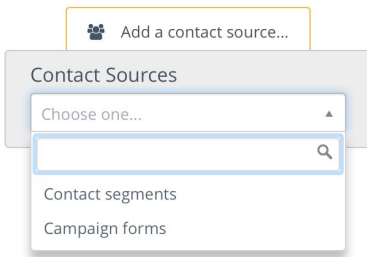 Add a contact source...
Contact Sources
Choose one...
Contact segments
Campaign forms